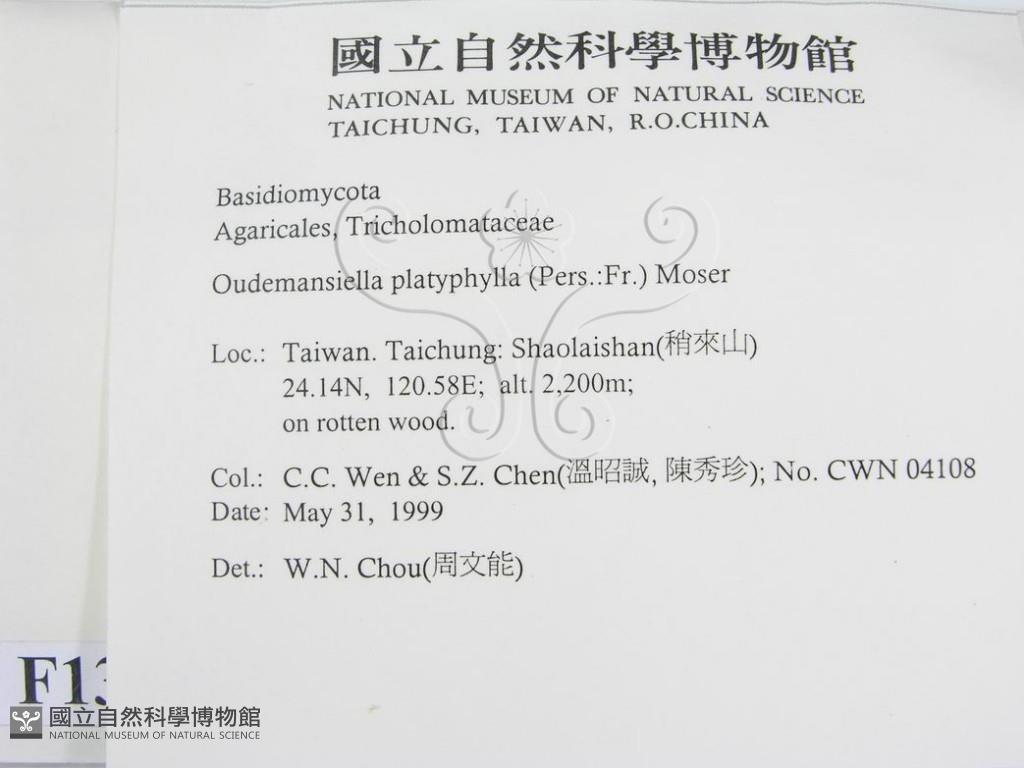 國立自然科學博物館
NATIONAL MUSEUM OF NATURAL SCIENCE
TAICHUNG, TAIWAN, R.O.CHINA
Basidiomycota
Agaricales, Tricholomataceae
Oudemansiella platyphylla (Pers.:Fr.) Moser
Loc.: Taiwan. Taichung: Shaolaishan(稍來山)
24.14N, 120.58E; alt. 2,200m;
on rotten wood.
Col.: C.C. Wen & S.Z. Chen(溫昭誠, 陳秀珍); No. CWN 04108
Date: May 31, 1999
Det.: W.N. Chou(周文能)
F13
國立自然科學博物館
NATIONAL MUSEUM OF NATURAL SCIENCE